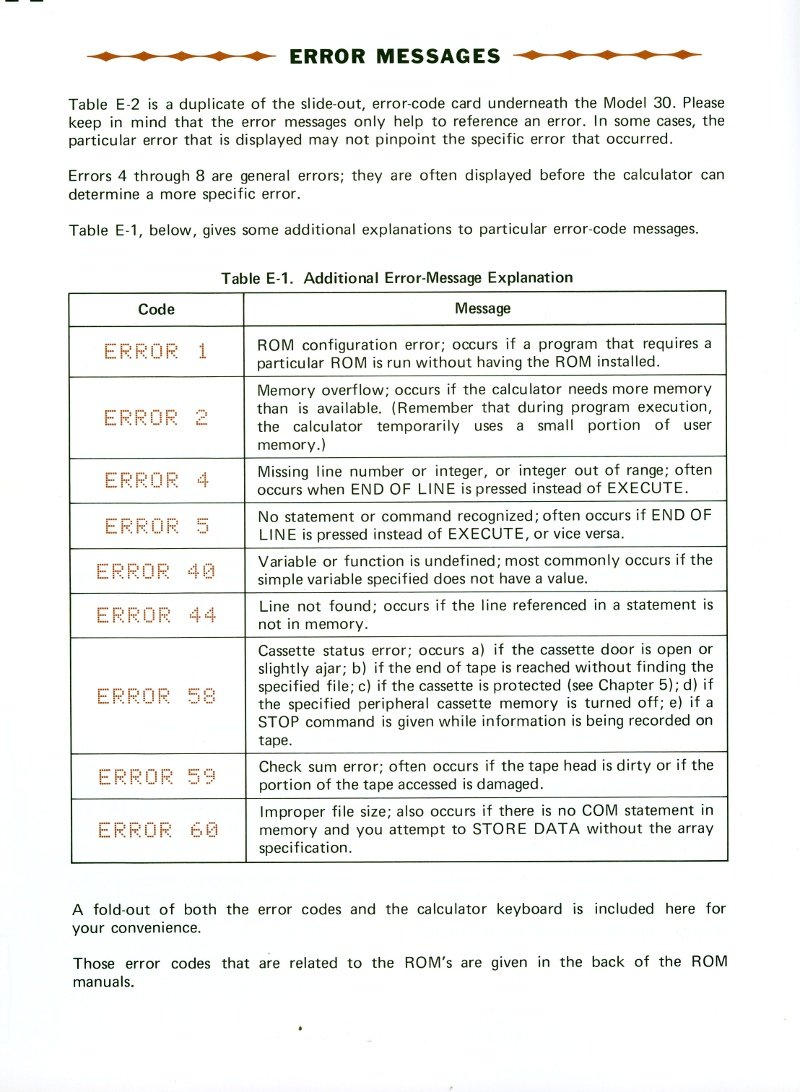 ERROR MESSAGES
Table E-2 is a duplicate of the slide-out, error-code card underneath the Model 30. Please
keep in mind that the error messages only help to reference an error. In some cases, the
particular error that is displayed may not pinpoint the specific error that occurred.
Errors 4 through 8 are general errors; they are often displayed before the calculator can
determine a more specific error.
Table E-1, below, gives some additional explanations to particular error-code messages.
Table E-1. Additional Error-Message Explanation
Code Message
ERROR 1
ROM configuration error; occurs if a program that requires a
particular ROM is run without having the ROM installed.
ERROR 2
Memory overflow; occurs if the calculator needs more memory
than is available. (Remember that during program execution,
the calculator temporarily uses a small portion of user
memory.)
ERROR 4
Missing line number or integer, or integer out of range; often
occurs when END OF LINE is pressed instead of EXECUTE.
ERROR 5
No statement or command recognized; often occurs if END OF
LINE is pressed instead of EXECUTE, or vice versa.
ERROR 40
Variable or function is undefined; most commonly occurs if the
simple variable specified does not have a value.
ERROR 44
Line not found; occurs if the line referenced in a statement is
not in memory.
ERROR 58
Cassette status error; occurs a) if the cassette door is open or
slightly ajar; b) if the end of tape is reached without finding the
specified file; c) if the cassette is protected (see Chapter 5); d) if
the specified peripheral cassette memory is turned off; e) if a
STOP command is given while information is being recorded on
tape.
ERROR 59
Check sum error; often occurs if the tape head is dirty or if the
portion of the tape accessed is damaged.
ERROR 60
Improper file size; also occurs if there is no COM statement in
memory and you attempt to STORE DATA without the array
specification.
A fold-out of both the error codes and the calculator keyboard is included here for
your convenience.
Those error codes that are related to the ROM's are given in the back of the ROM
manuals.